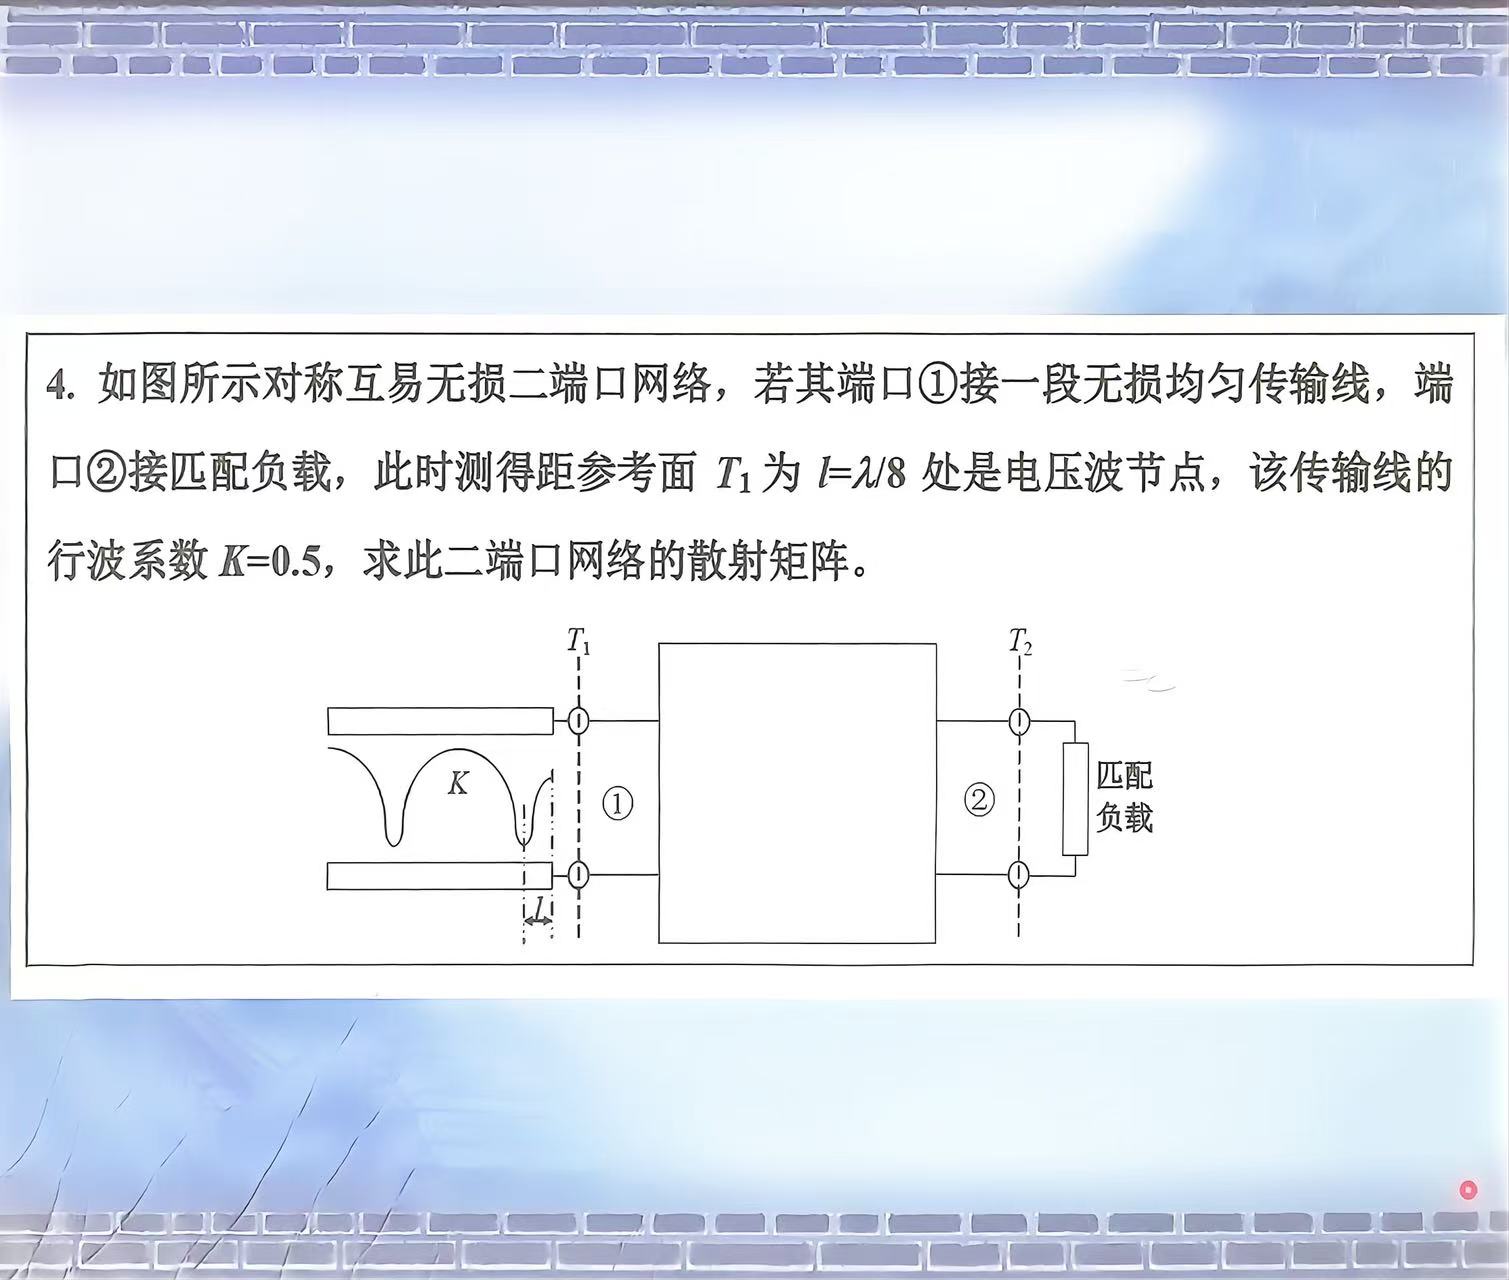 4. 如图所示对称互易无损二端口网络，若其端口①接一段无损均匀传输线，端
口②接匹配负载，此时测得距参考面 T₁ 为 l=λ/8 处是电压波节点，该传输线的
行波系数 K=0.5，求此二端口网络的散射矩阵。
T₁
T₂
K
①
②
匹配
负载
l